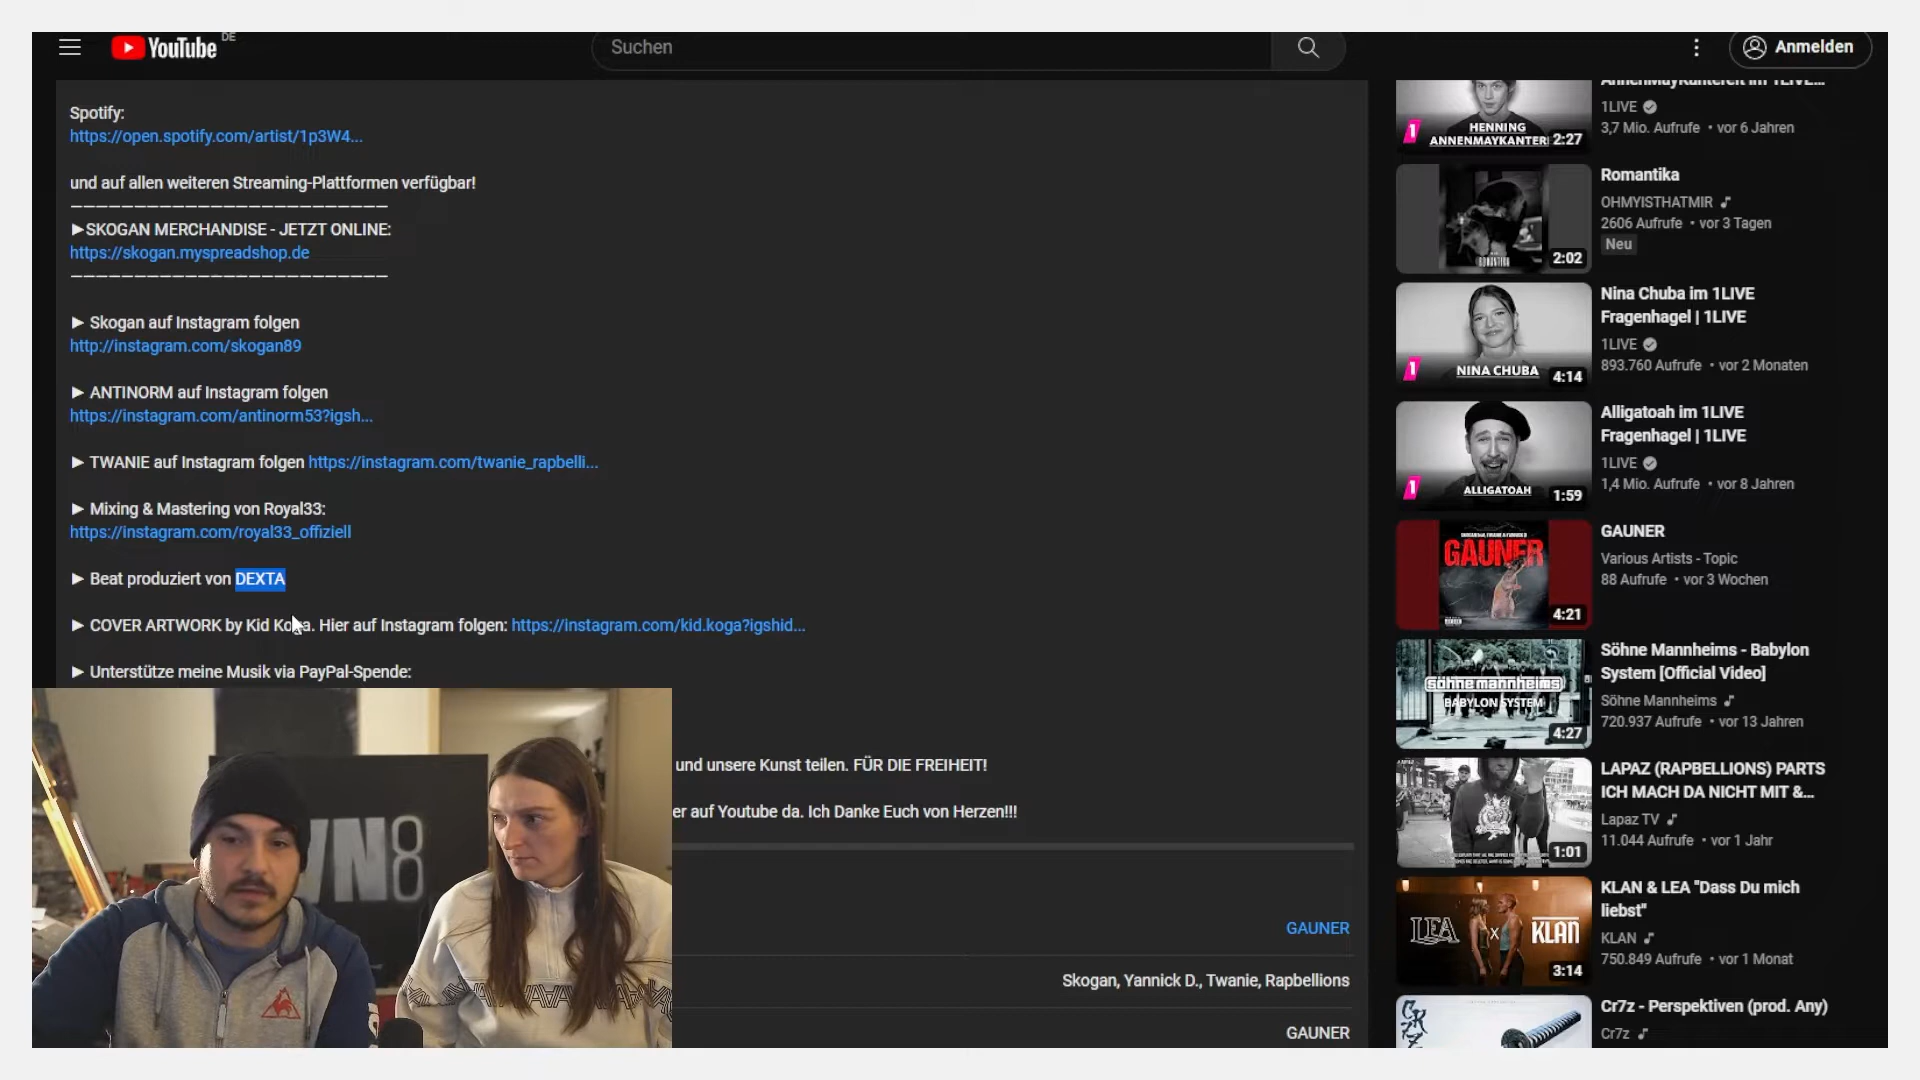 YouTube DE
Suchen
Anmelden
Spotify:
https://open.spotify.com/artist/1p3W4...
und auf allen weiteren Streaming-Plattformen verfügbar!
—————————————————————————
►SKOGAN MERCHANDISE - JETZT ONLINE:
https://skogan.myspreadshop.de
—————————————————————————
► Skogan auf Instagram folgen
http://instagram.com/skogan89
► ANTINORM auf Instagram folgen
https://instagram.com/antinorm53?igsh...
► TWANIE auf Instagram folgen https://instagram.com/twanie_rapbelli...
► Mixing & Mastering von Royal33:
https://instagram.com/royal33_offiziell
► Beat produziert von DEXTA
► COVER ARTWORK by Kid Koga. Hier auf Instagram folgen: https://instagram.com/kid.koga?igshid...
► Unterstütze meine Musik via PayPal-Spende:
und unsere Kunst teilen. FÜR DIE FREIHEIT!
er auf Youtube da. Ich Danke Euch von Herzen!!!
GAUNER
Skogan, Yannick D., Twanie, Rapbellions
GAUNER
VN8
AnnenMayKantereit im 1LIVE...
1LIVE
3,7 Mio. Aufrufe • vor 6 Jahren
1 HENNING
ANNENMAYKANTEREI 2:27
Romantika
OHMYISTHATMIR
2606 Aufrufe • vor 3 Tagen
Neu
ROMANTIKA
2:02
Nina Chuba im 1LIVE
Fragenhagel | 1LIVE
1LIVE
893.760 Aufrufe • vor 2 Monaten
1 NINA CHUBA 4:14
Alligatoah im 1LIVE
Fragenhagel | 1LIVE
1LIVE
1,4 Mio. Aufrufe • vor 8 Jahren
1 ALLIGATOAH 1:59
GAUNER
Various Artists - Topic
88 Aufrufe • vor 3 Wochen
GAUNER
4:21
Söhne Mannheims - Babylon
System [Official Video]
Söhne Mannheims
720.937 Aufrufe • vor 13 Jahren
söhne mannheims
BABYLON SYSTEM
4:27
LAPAZ (RAPBELLIONS) PARTS
ICH MACH DA NICHT MIT &...
Lapaz TV
11.044 Aufrufe • vor 1 Jahr
1:01
KLAN & LEA "Dass Du mich
liebst"
KLAN
750.849 Aufrufe • vor 1 Monat
LEA x KLAN
3:14
Cr7z - Perspektiven (prod. Any)
Cr7z
CR7Z